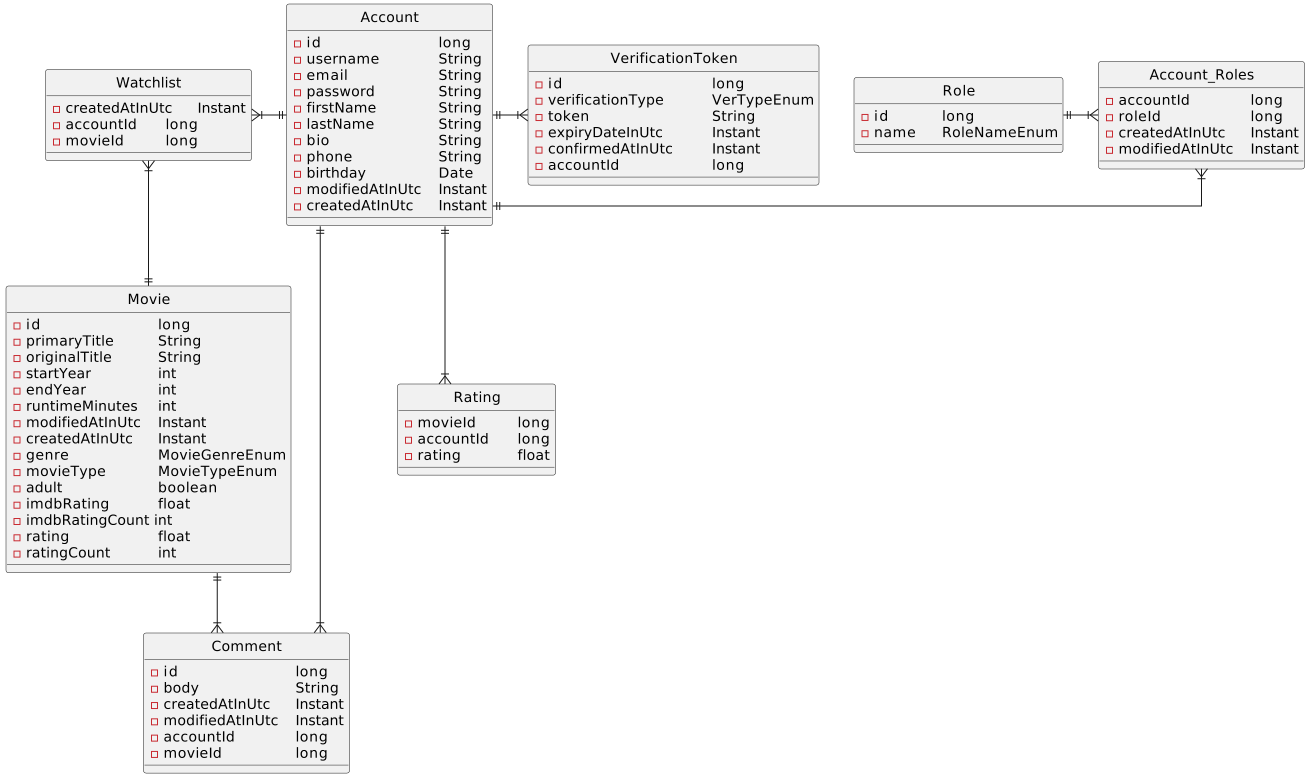 Account
id long
username String
email String
password String
firstName String
lastName String
bio String
phone String
birthday Date
modifiedAtInUtc Instant
createdAtInUtc Instant
Watchlist
createdAtInUtc Instant
accountId long
movieId long
VerificationToken
id long
verificationType VerTypeEnum
token String
expiryDateInUtc Instant
confirmedAtInUtc Instant
accountId long
Role
id long
name RoleNameEnum
Account_Roles
accountId long
roleId long
createdAtInUtc Instant
modifiedAtInUtc Instant
Movie
id long
primaryTitle String
originalTitle String
startYear int
endYear int
runtimeMinutes int
modifiedAtInUtc Instant
createdAtInUtc Instant
genre MovieGenreEnum
movieType MovieTypeEnum
adult boolean
imdbRating float
imdbRatingCount int
rating float
ratingCount int
Rating
movieId long
accountId long
rating float
Comment
id long
body String
createdAtInUtc Instant
modifiedAtInUtc Instant
accountId long
movieId long